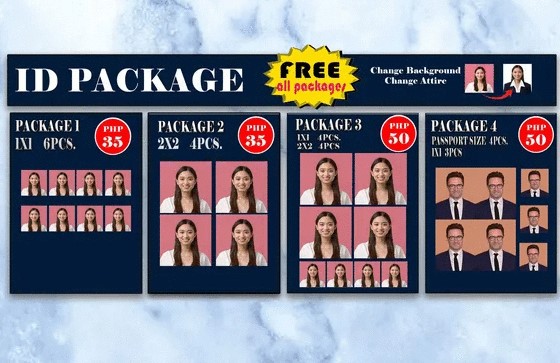 ID PACKAGE
FREE
all packages
Change Background
Change Attire
PACKAGE 1
1X1 6PCS.
PHP
35
PACKAGE 2
2X2 4PCS.
PHP
35
PACKAGE 3
1X1 4PCS.
2X2 4PCS.
PHP
50
PACKAGE 4
PASSPORT SIZE 4PCS.
1X1 3PCS
PHP
50